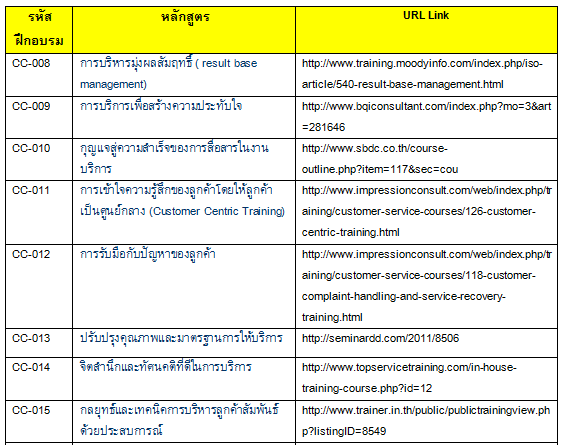 รหัส
ฝึกอบรม
หลักสูตร
URL Link
CC-008
การบริหารมุ่งผลสัมฤทธิ์ ( result base
management)
http://www.training.moodyinfo.com/index.php/iso-
article/540-result-base-management.html
CC-009
การบริการเพื่อสร้างความประทับใจ
http://www.bqiconsultant.com/index.php?mo=3&art
=281646
CC-010
กุญแจสู่ความสำเร็จของการสื่อสารในงาน
บริการ
http://www.sbdc.co.th/course-
outline.php?item=117&sec=cou
CC-011
การเข้าใจความรู้สึกของลูกค้าโดยให้ลูกค้า
เป็นศูนย์กลาง (Customer Centric Training)
http://www.impressionconsult.com/web/index.php/tr
aining/customer-service-courses/126-customer-
centric-training.html
CC-012
การรับมือกับปัญหาของลูกค้า
http://www.impressionconsult.com/web/index.php/tr
aining/customer-service-courses/118-customer-
complaint-handling-and-service-recovery-
training.html
CC-013
ปรับปรุงคุณภาพและมาตรฐานการให้บริการ
http://seminardd.com/2011/8506
CC-014
จิตสำนึกและทัศนคติที่ดีในการบริการ
http://www.topservicetraining.com/in-house-
training-course.php?id=12
CC-015
กลยุทธ์และเทคนิคการบริหารลูกค้าสัมพันธ์
ด้วยประสบการณ์
http://www.trainer.in.th/public/publictrainingview.ph
p?listingID=8549